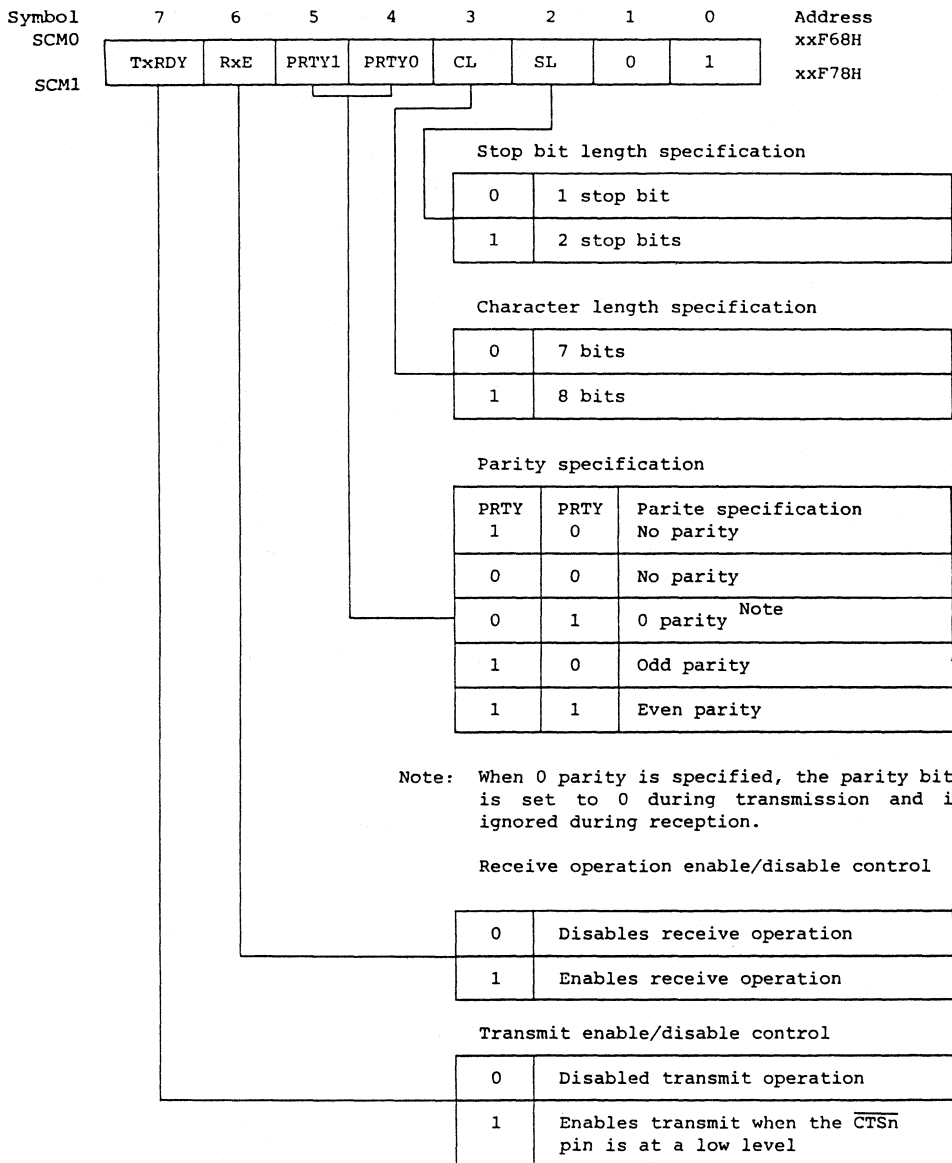 Symbol 7 6 5 4 3 2 1 0 Address
SCM0 xxF68H
TxRDY RxE PRTY1 PRTY0 CL SL 0 1
SCM1 xxF78H
Stop bit length specification
0 1 stop bit
1 2 stop bits
Character length specification
0 7 bits
1 8 bits
Parity specification
PRTY PRTY Parite specification
1 0 No parity
0 0 No parity
0 1 0 parity Note
1 0 Odd parity
1 1 Even parity
Note: When 0 parity is specified, the parity bit
is set to 0 during transmission and i
ignored during reception.
Receive operation enable/disable control
0 Disables receive operation
1 Enables receive operation
Transmit enable/disable control
0 Disabled transmit operation
1 Enables transmit when the CTSn
pin is at a low level